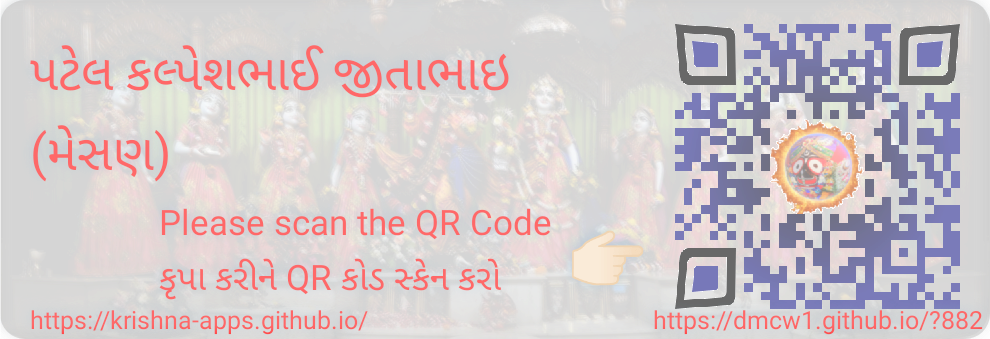 પટેલ કલ્પેશભાઈ જીતાભાઇ
(મેસણ)
Please scan the QR Code
કૃપા કરીને QR કોડ સ્કેન કરો
https://krishna-apps.github.io/
https://dmcw1.github.io/?882